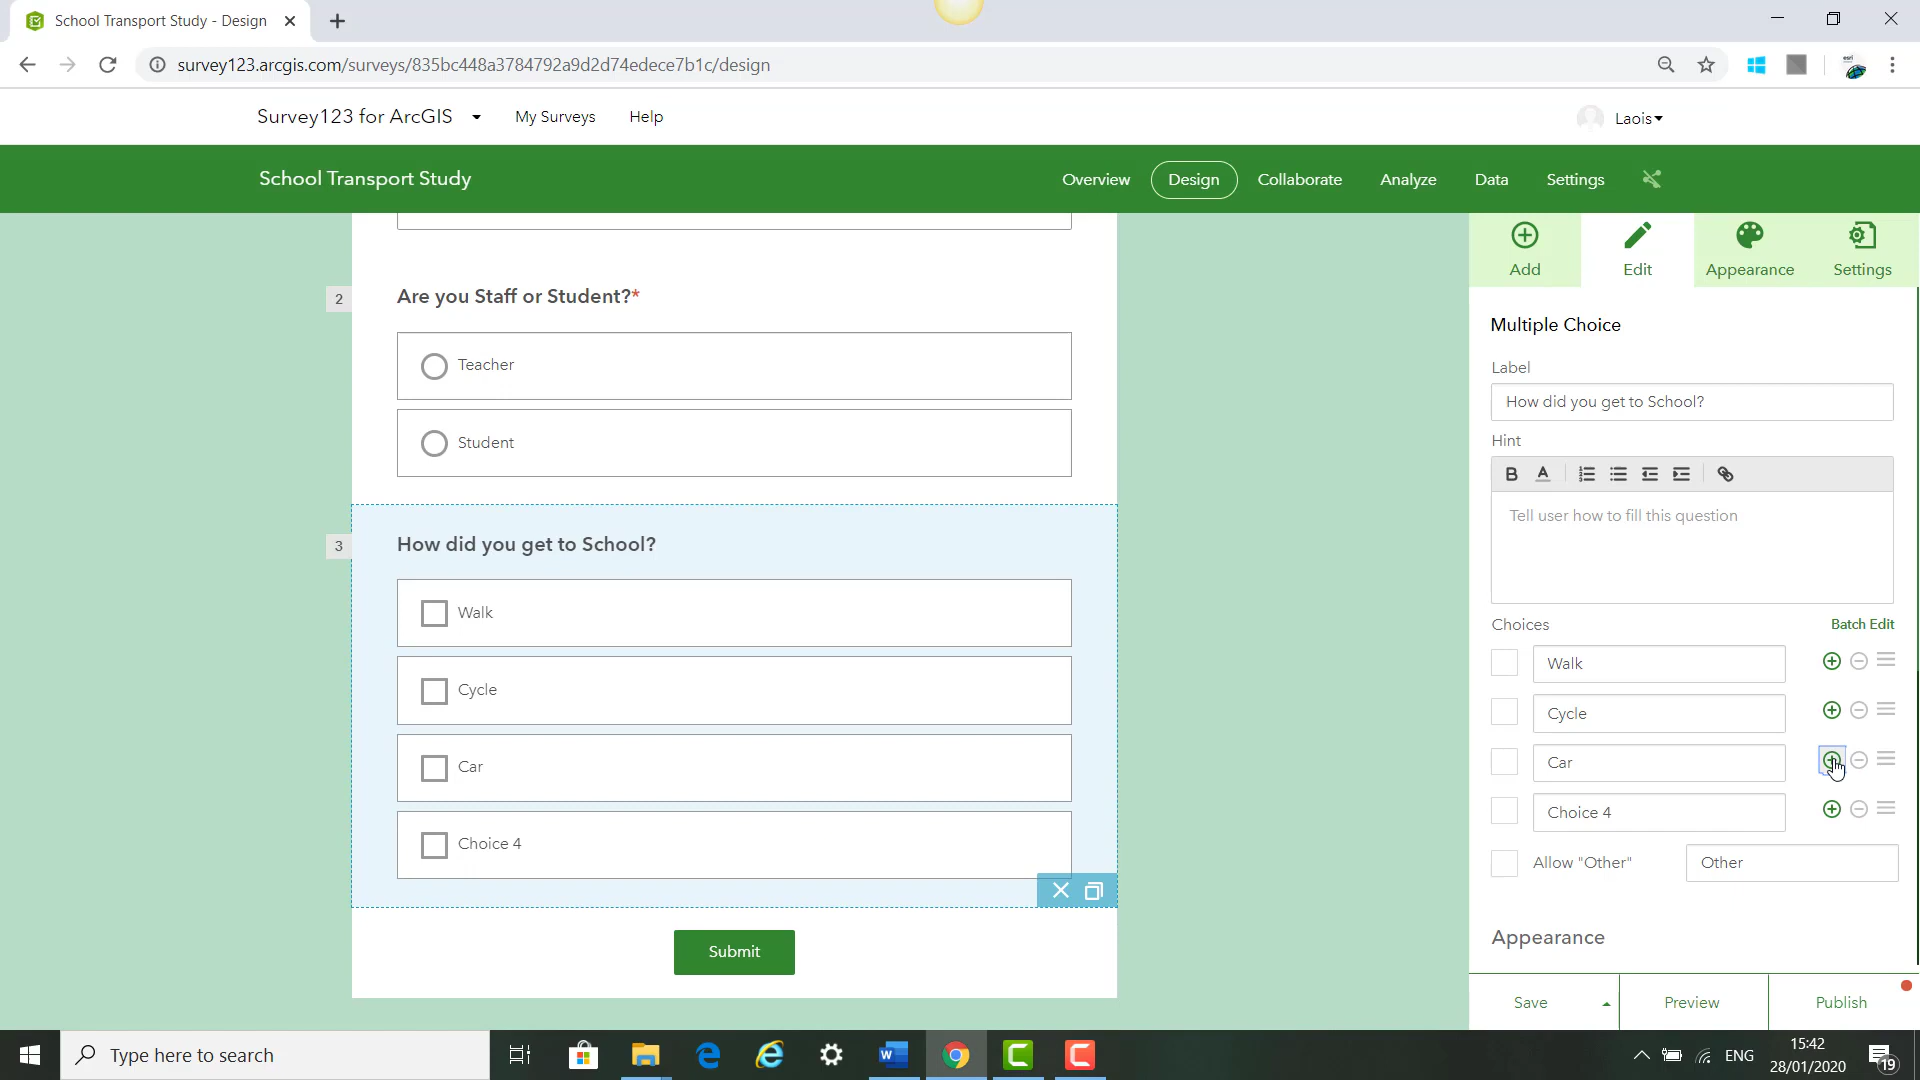 School Transport Study - Design
survey123.arcgis.com/surveys/835bc448a3784792a9d2d74edece7b1c/design
esri
Survey123 for ArcGIS
My Surveys
Help
Laois
School Transport Study
Overview
Design
Collaborate
Analyze
Data
Settings
Add
Edit
Appearance
Settings
2
Are you Staff or Student?*
Teacher
Student
3
How did you get to School?
Walk
Cycle
Car
Choice 4
Submit
Multiple Choice
Label
How did you get to School?
Hint
B A
Tell user how to fill this question
Choices
Batch Edit
Walk
Cycle
Car
Choice 4
Allow "Other"
Other
Appearance
Save
Preview
Publish
Type here to search
ENG
15:42
28/01/2020
19